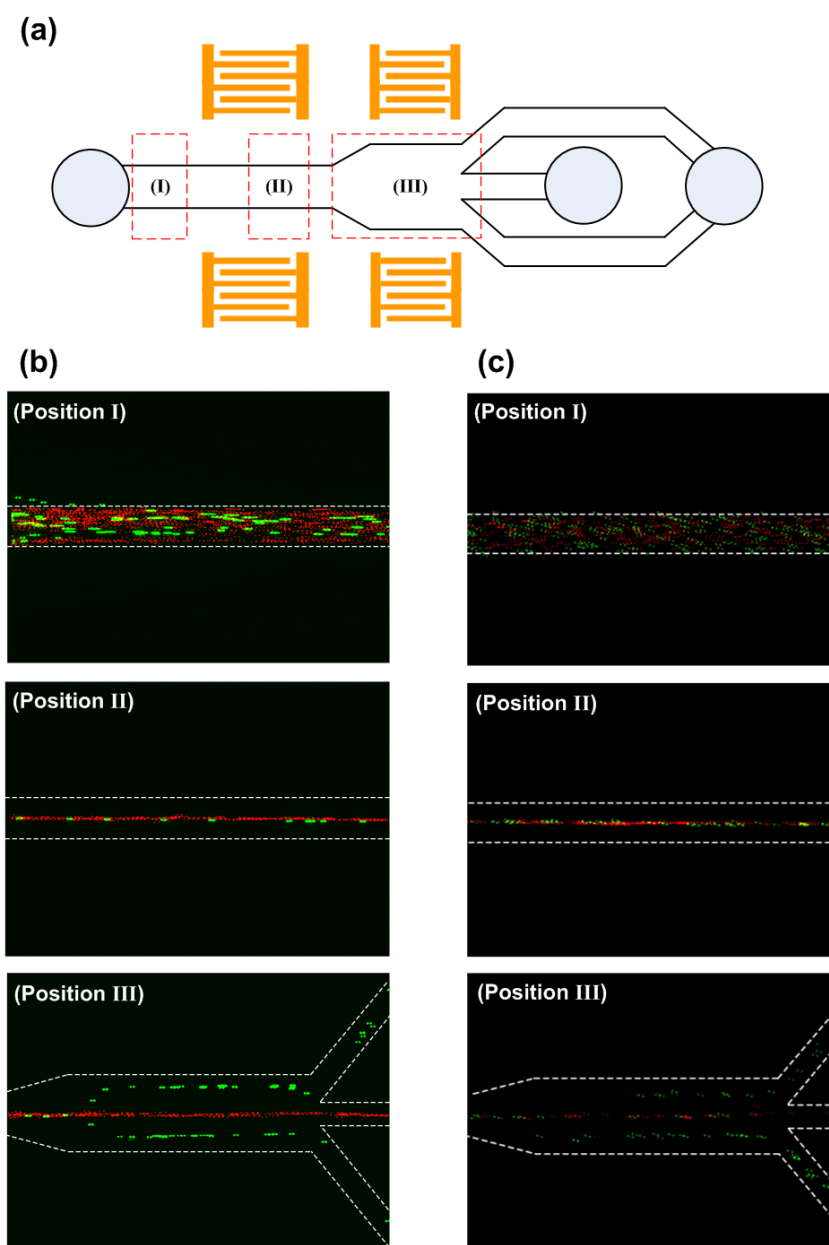 (a)
(I)
(II)
(III)
(b)
(c)
(Position I)
(Position I)
(Position II)
(Position II)
(Position III)
(Position III)